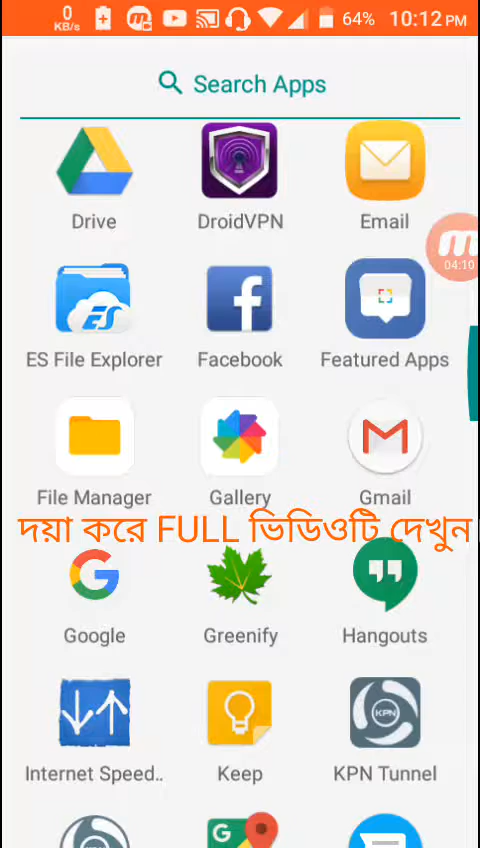 0
KB/s
64% 10:12 PM
Search Apps
Drive DroidVPN Email
04:10
ES File Explorer Facebook Featured Apps
File Manager Gallery Gmail
দয়া করে FULL ভিডিওটি দেখুন
Google Greenify Hangouts
Internet Speed.. Keep KPN Tunnel
KPN